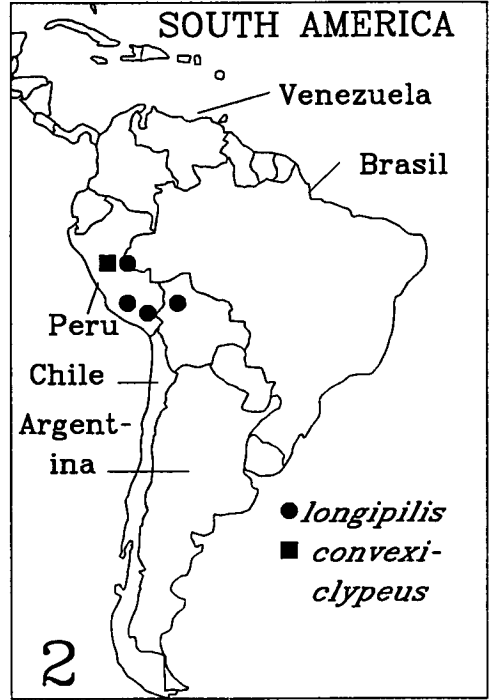 SOUTH AMERICA
Venezuela
Brasil
Peru
Chile
Argent-
ina
longipilis
convexi-
clypeus
2